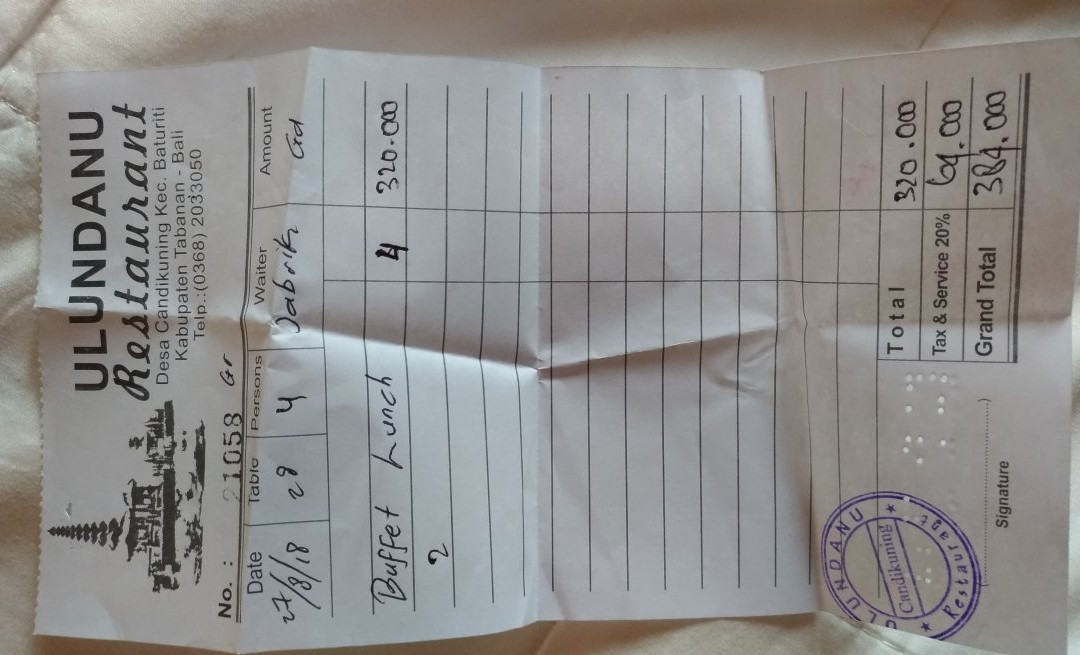 ULUNDANU
Restaurant
Desa Candikuning Kec. Baturiti
Kabupaten Tabanan - Bali
Telp.:(0368) 2033050
No. : 21058 Gr
Date Table Persons Waiter Amount
27/8/18 29 4
Buffet Lunch 4 320.000
2
Total 320.000
Tax & Service 20% 64.000
Grand Total 384.000
ULUNDANU
Candikuning
Restaurant
Signature